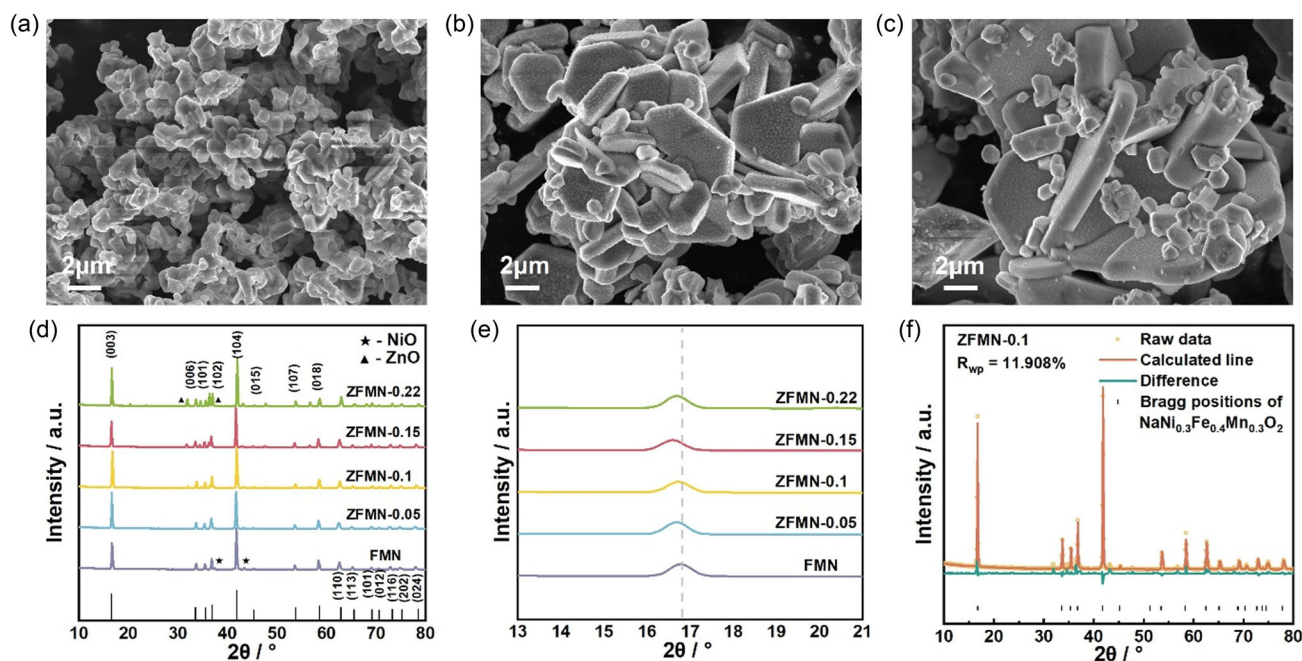 (a)
2μm
(b)
2μm
(c)
2μm
(d)
Intensity / a.u.
(003)
(006)
(101)
(102)
(104)
(015)
(107)
(018)
★ - NiO
▲ - ZnO
ZFMN-0.22
ZFMN-0.15
ZFMN-0.1
ZFMN-0.05
FMN
★
★
(110)
(113)
(101)
(012)
(116)
(202)
(024)
10 20 30 40 50 60 70 80
2θ / °
(e)
Intensity / a.u.
ZFMN-0.22
ZFMN-0.15
ZFMN-0.1
ZFMN-0.05
FMN
13 14 15 16 17 18 19 20 21
2θ / °
(f)
Intensity / a.u.
ZFMN-0.1
R_wp = 11.908%
Raw data
Calculated line
Difference
Bragg positions of
NaNi₀.₃Fe₀.₄Mn₀.₃O₂
10 20 30 40 50 60 70 80
2θ / °